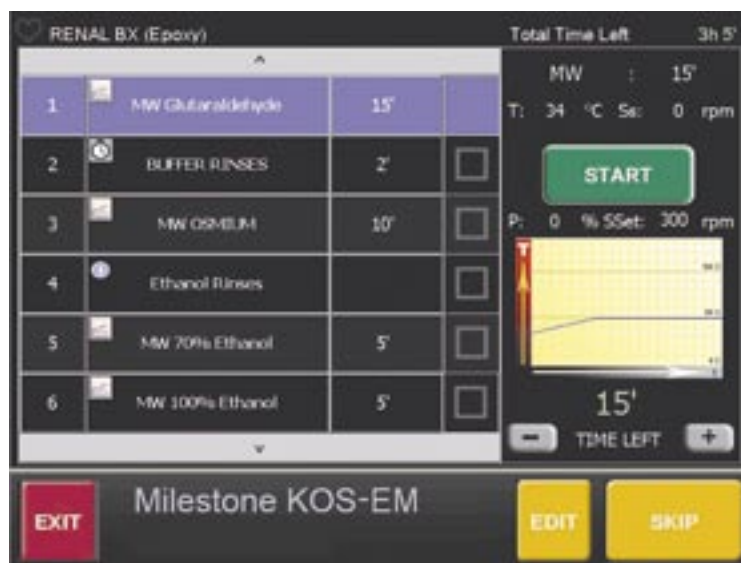 RENAL BX (Epoxy) Total Time Left 3h 5'
MW : 15'
1 MW Glutaraldehyde 15'
T: 34 °C Ss: 0 rpm
2 BUFFER RINSES 2'
START
3 MW OSMIUM 10'
P: 0 % SSet: 300 rpm
T
4 Ethanol Rinses
5 MW 70% Ethanol 5'
6 MW 100% Ethanol 5'
15'
- TIME LEFT +
EXIT Milestone KOS-EM EDIT SKIP